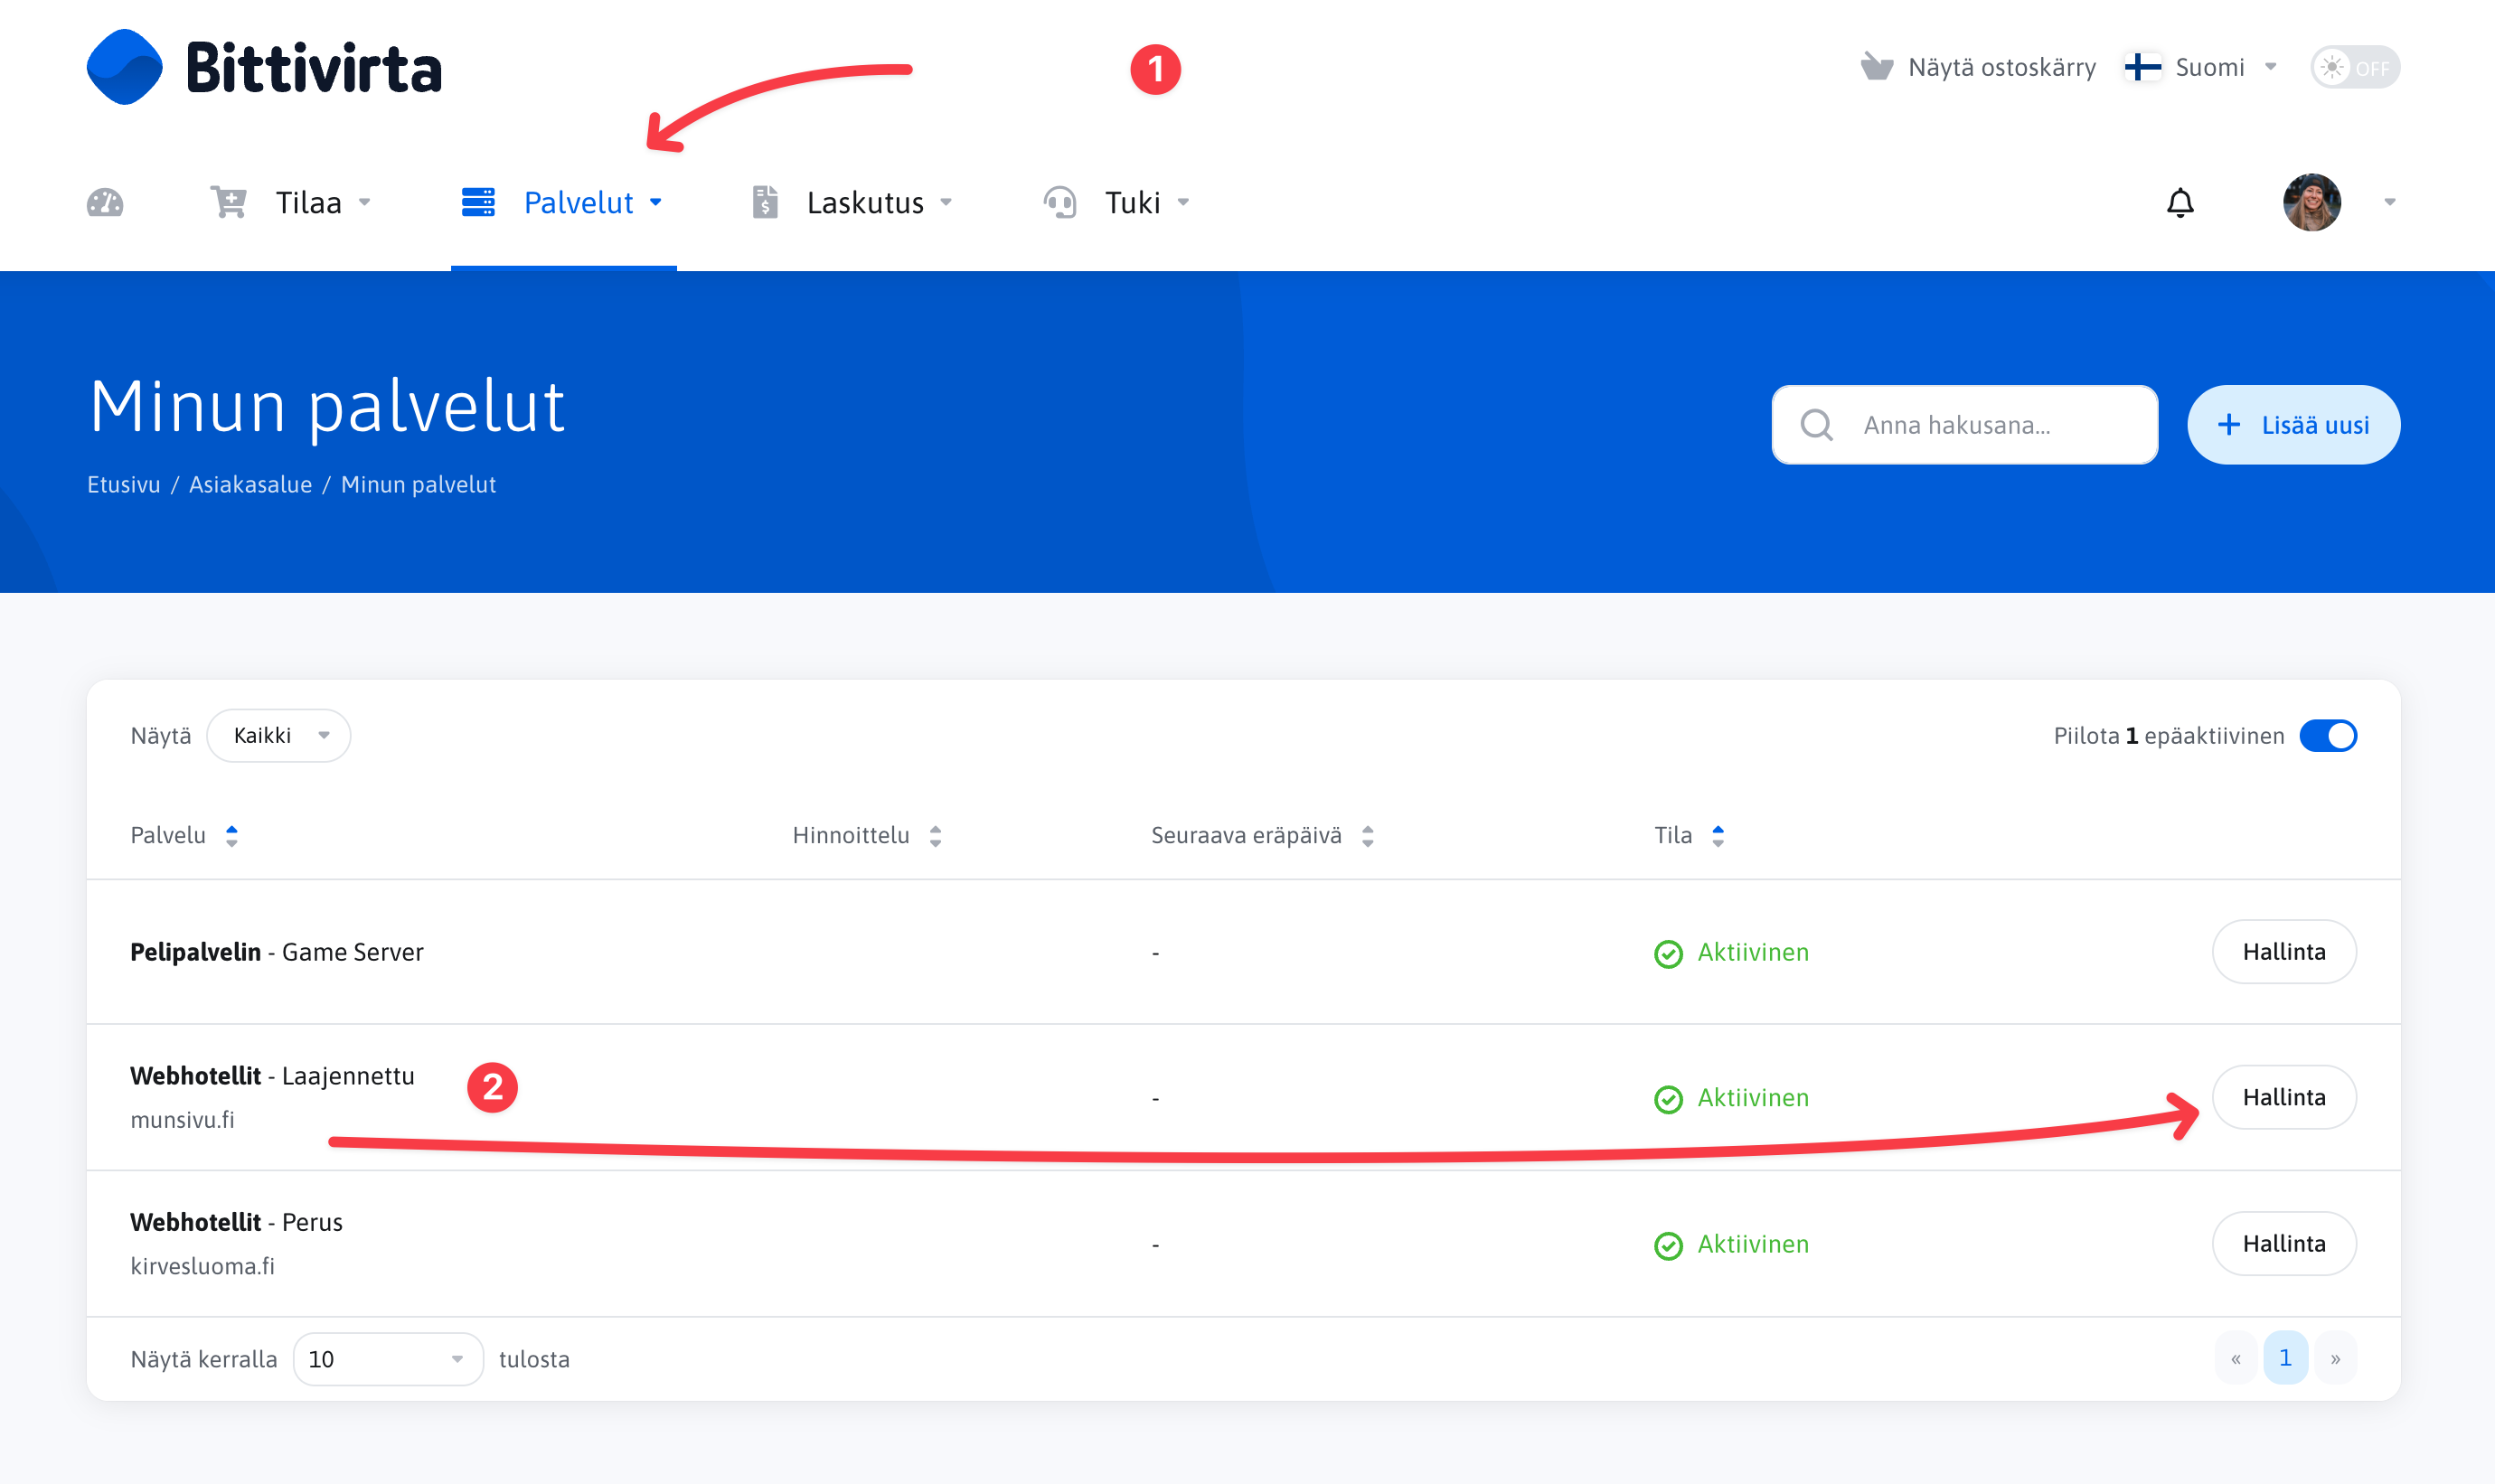 Bittivirta
1
Näytä ostoskärry
Suomi
OFF
Tilaa
Palvelut
Laskutus
Tuki
Minun palvelut
Etusivu / Asiakasalue / Minun palvelut
Anna hakusana...
+ Lisää uusi
Näytä Kaikki
Piilota 1 epäaktiivinen
Palvelu Hinnoittelu Seuraava eräpäivä Tila
Pelipalvelin - Game Server - Aktiivinen Hallinta
Webhotellit - Laajennettu 2
munsivu.fi
- Aktiivinen Hallinta
Webhotellit - Perus
kirvesluoma.fi
- Aktiivinen Hallinta
Näytä kerralla 10 tulosta
« 1 »